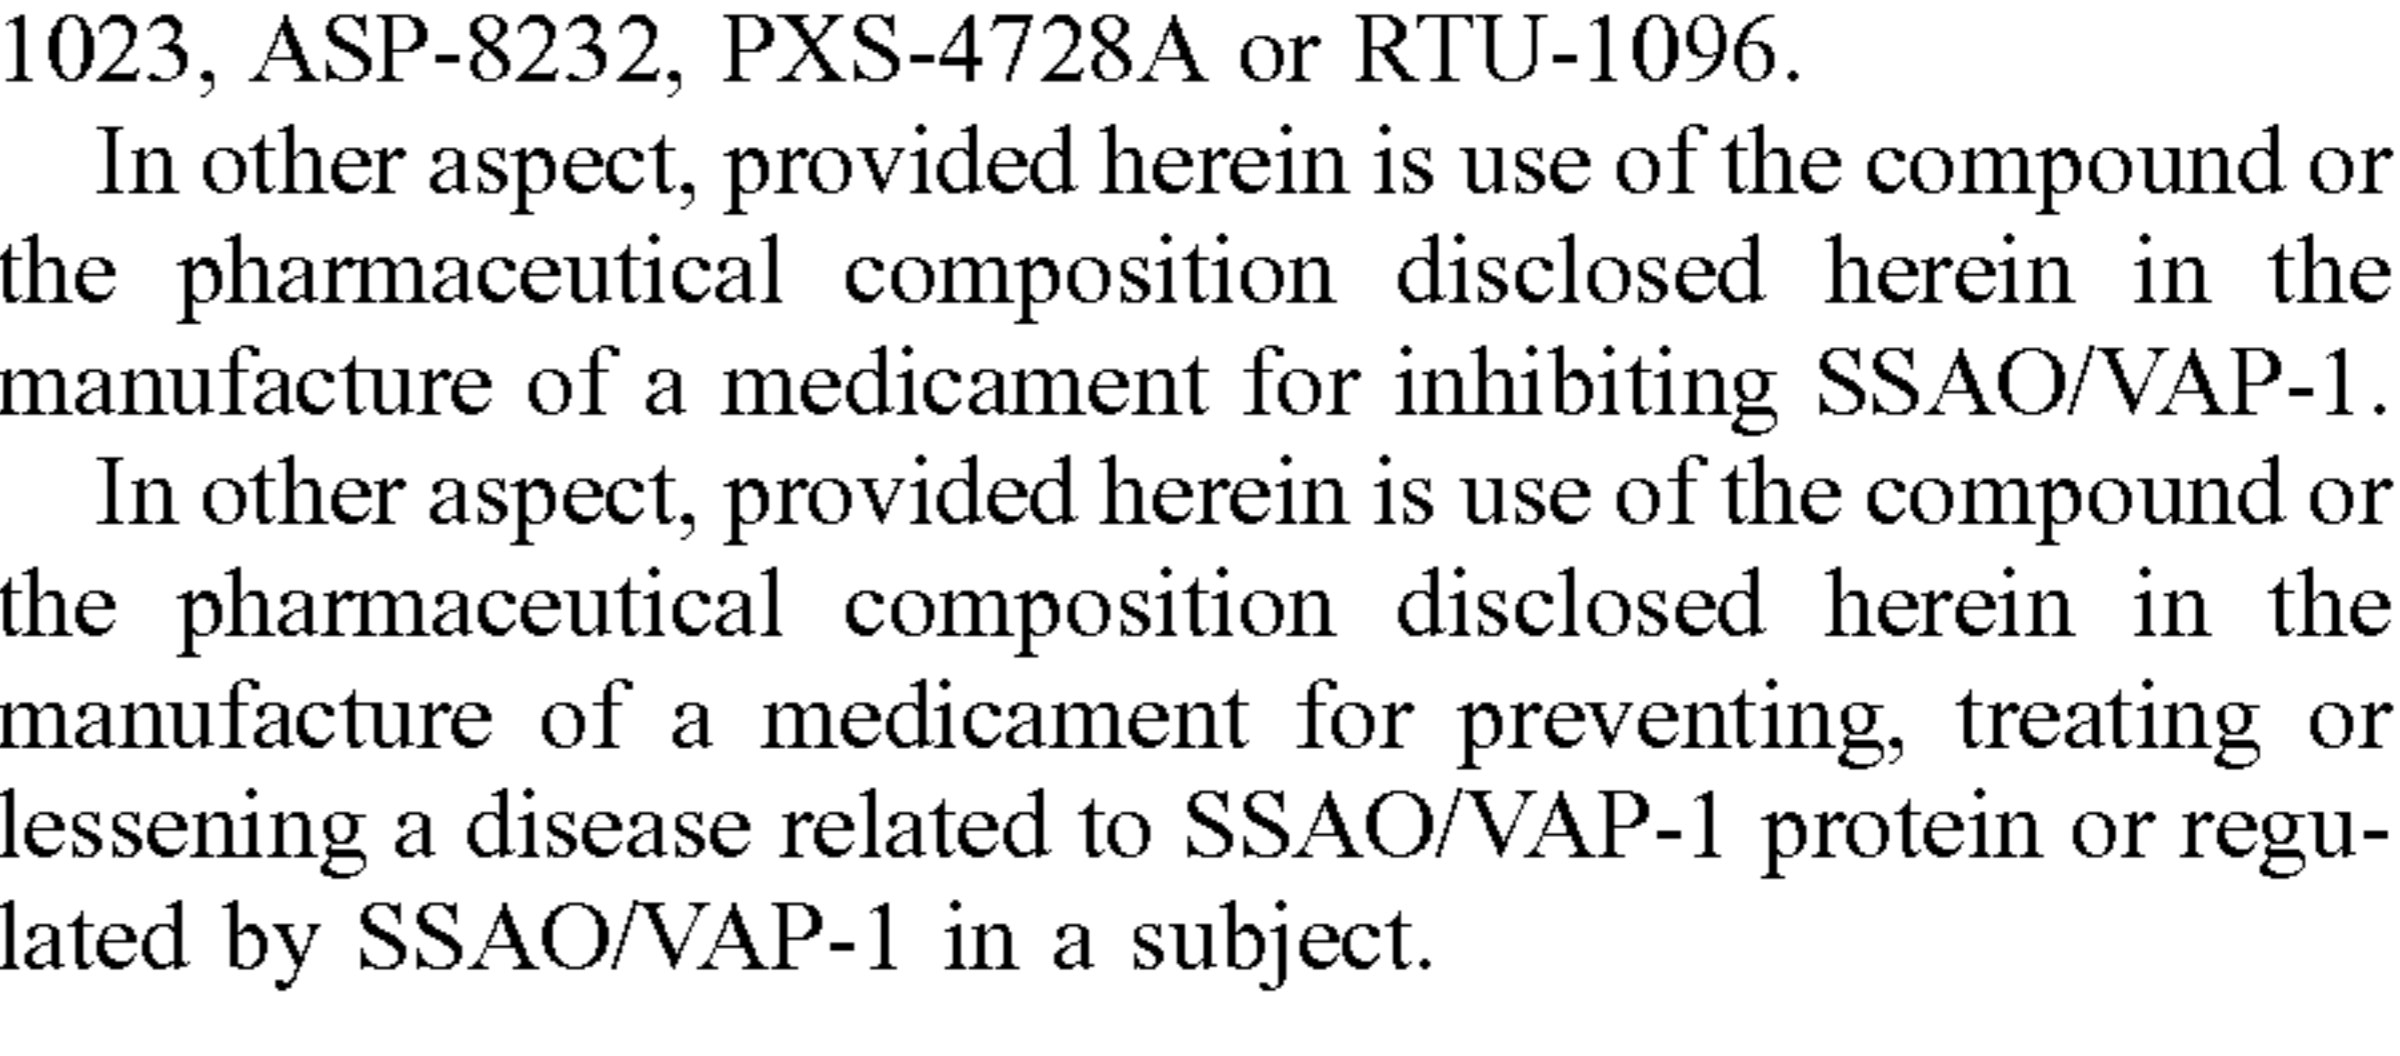 1023, ASP-8232, PXS-4728A or RTU-1096.
In other aspect, provided herein is use of the compound or
the pharmaceutical composition disclosed herein in the
manufacture of a medicament for inhibiting SSAO/VAP-1.
In other aspect, provided herein is use of the compound or
the pharmaceutical composition disclosed herein in the
manufacture of a medicament for preventing, treating or
lessening a disease related to SSAO/VAP-1 protein or regu-
lated by SSAO/VAP-1 in a subject.